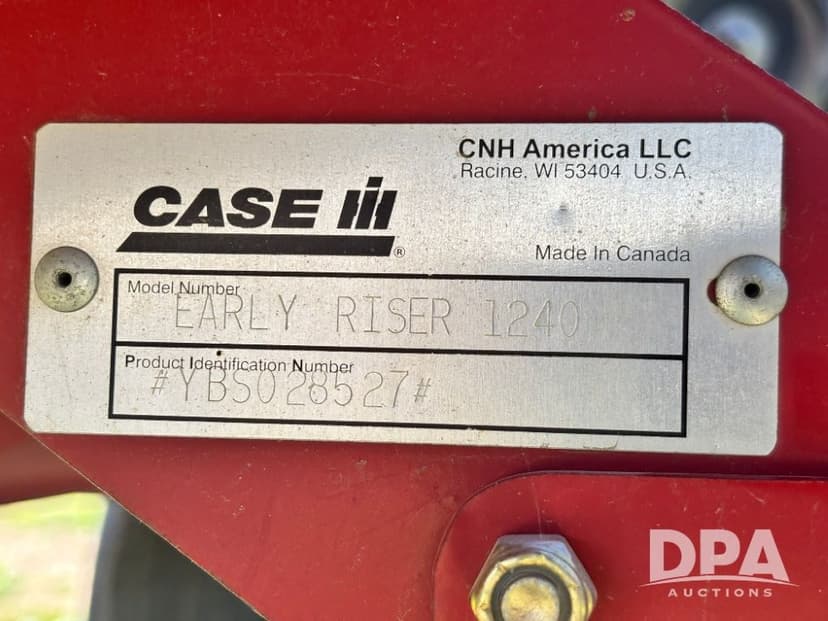 CNH America LLC
Racine, WI 53404 U.S.A.
CASE IH
®
Made In Canada
Model Number
EARLY RISER 1240
Product Identification Number
#YBS028527#
DPA
AUCTIONS